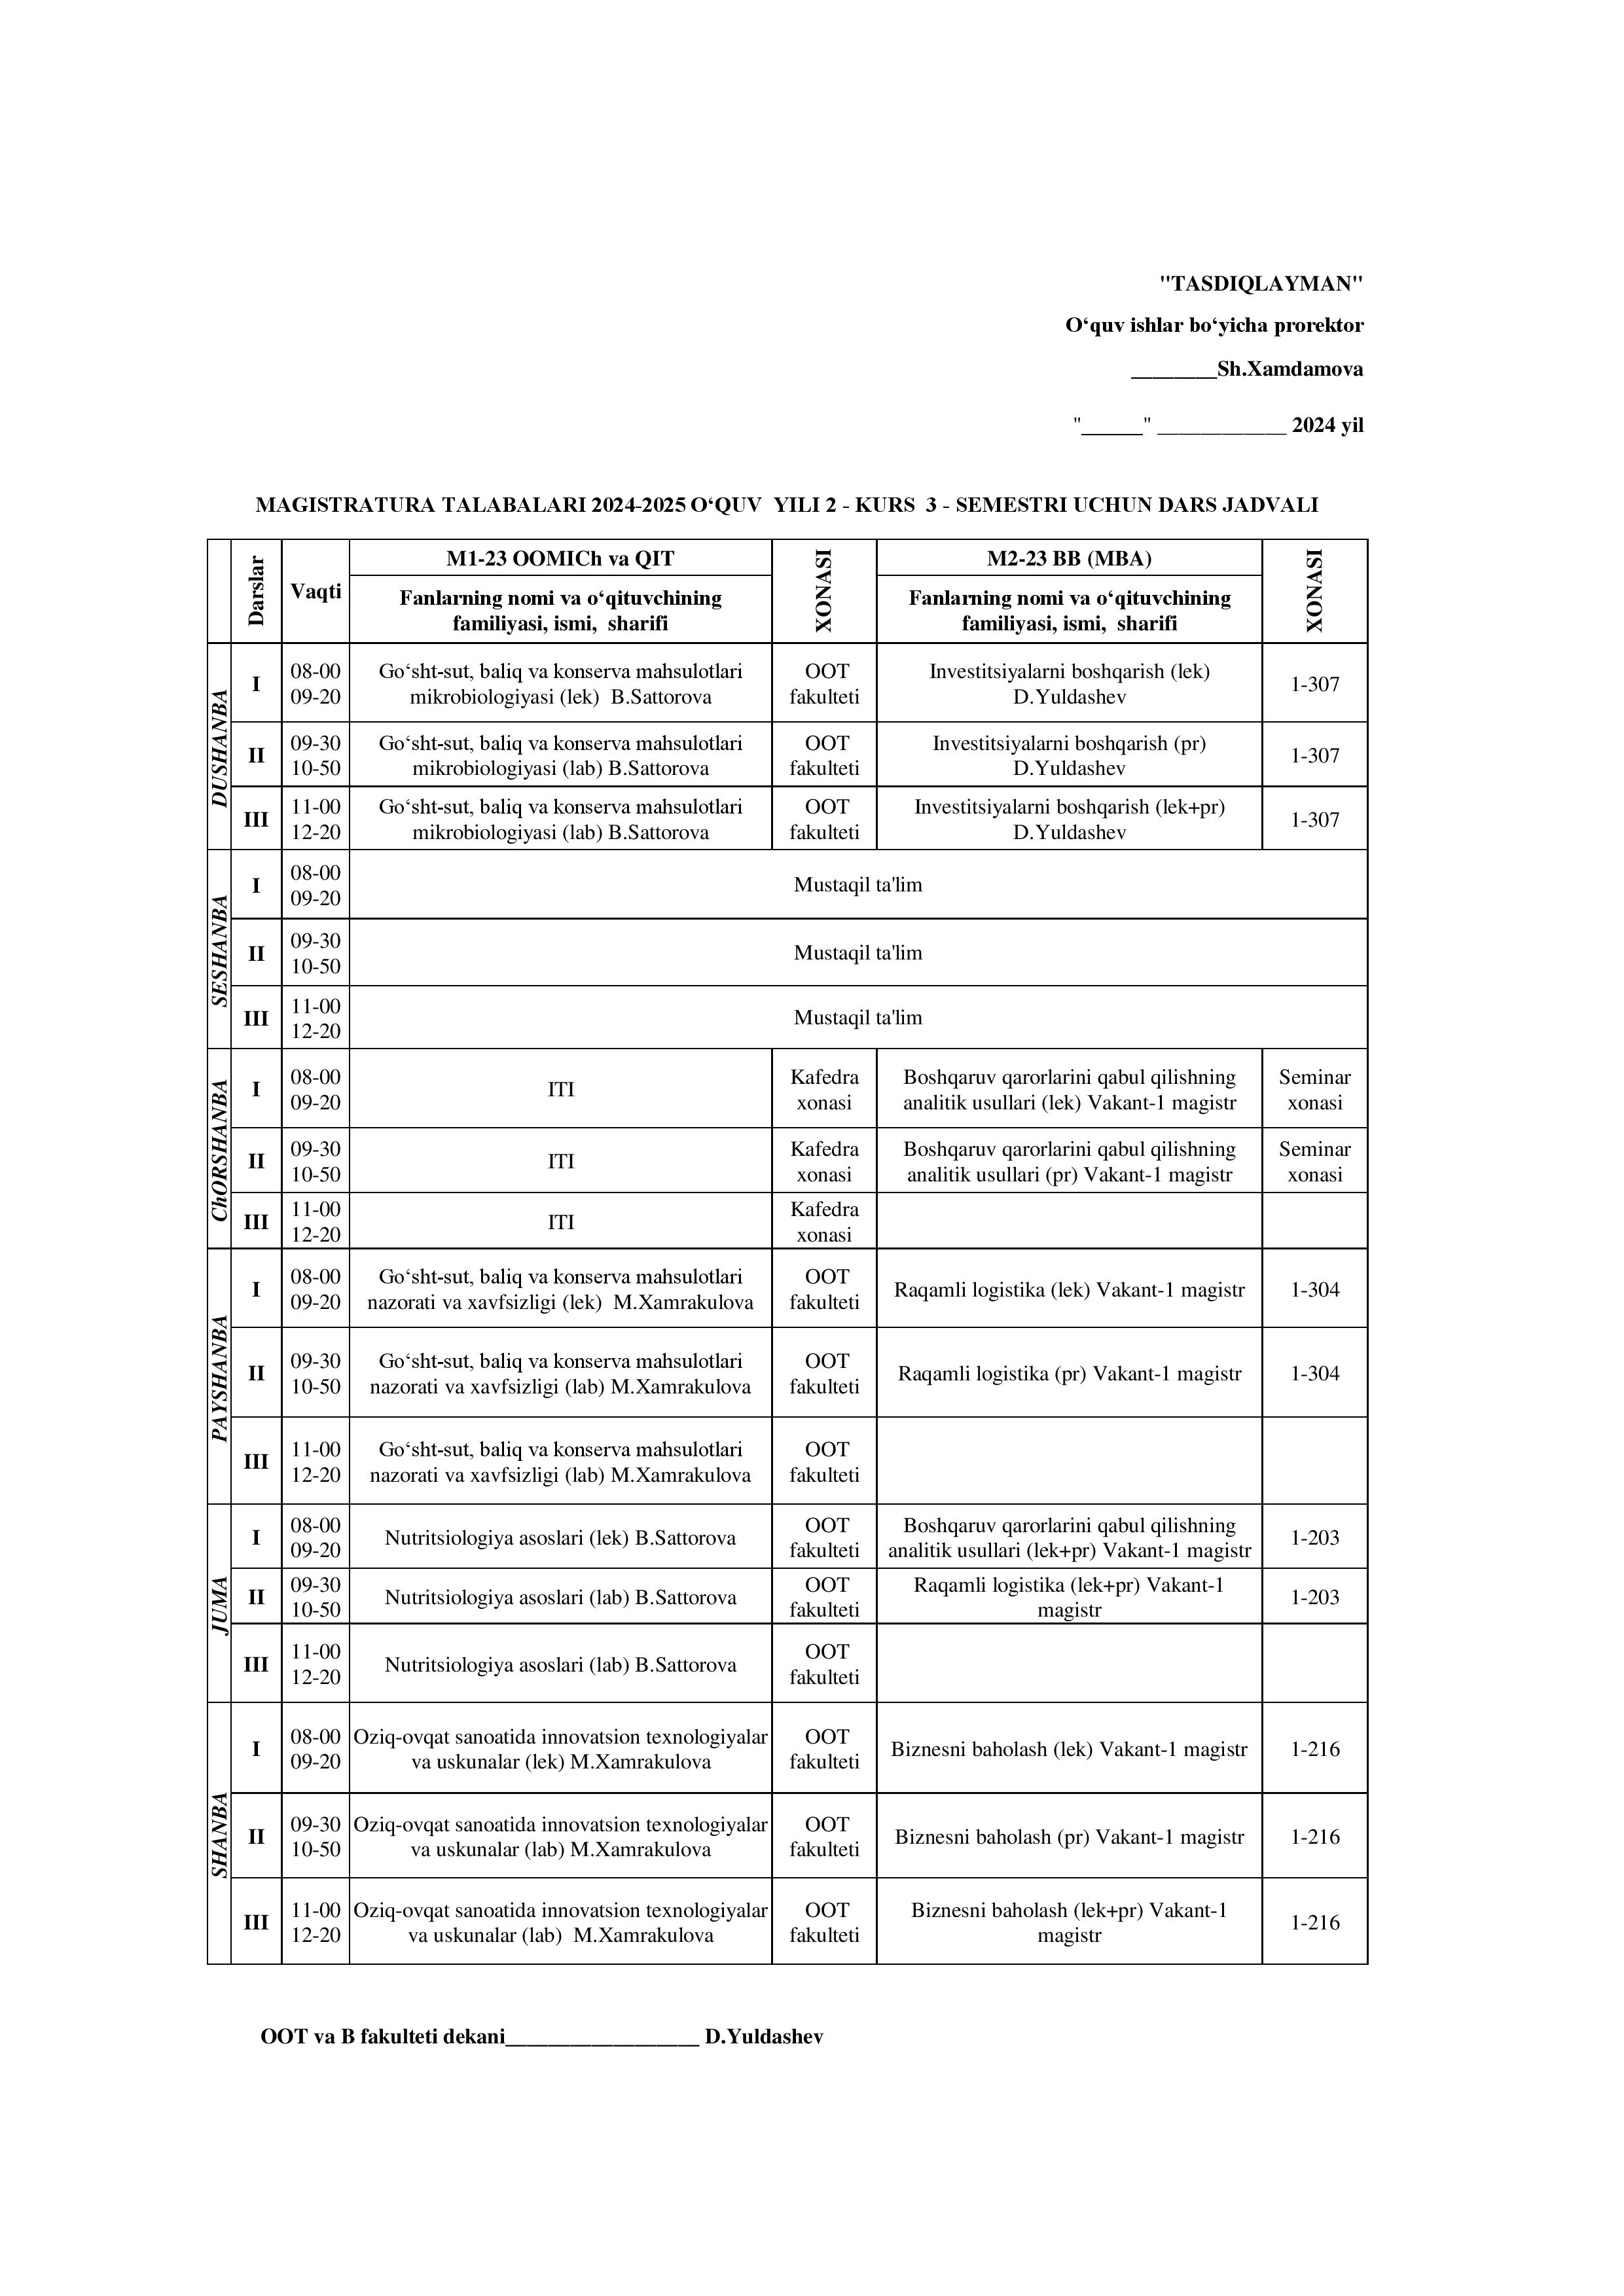 "TASDIQLAYMAN"
O‘quv ishlar bo‘yicha prorektor
________Sh.Xamdamova
"______" ____________ 2024 yil
MAGISTRATURA TALABALARI 2024-2025 O‘QUV YILI 2 - KURS 3 - SEMESTRI UCHUN DARS JADVALI
Darslar
Vaqti
M1-23 OOMICh va QIT
Fanlarning nomi va o‘qituvchining
familiyasi, ismi, sharifi
XONASI
M2-23 BB (MBA)
Fanlarning nomi va o‘qituvchining
familiyasi, ismi, sharifi
XONASI
DUSHANBA
I
08-00
09-20
Go‘sht-sut, baliq va konserva mahsulotlari
mikrobiologiyasi (lek) B.Sattorova
OOT
fakulteti
Investitsiyalarni boshqarish (lek)
D.Yuldashev
1-307
II
09-30
10-50
Go‘sht-sut, baliq va konserva mahsulotlari
mikrobiologiyasi (lab) B.Sattorova
OOT
fakulteti
Investitsiyalarni boshqarish (pr)
D.Yuldashev
1-307
III
11-00
12-20
Go‘sht-sut, baliq va konserva mahsulotlari
mikrobiologiyasi (lab) B.Sattorova
OOT
fakulteti
Investitsiyalarni boshqarish (lek+pr)
D.Yuldashev
1-307
SESHANBA
I
08-00
09-20
Mustaqil ta'lim
II
09-30
10-50
Mustaqil ta'lim
III
11-00
12-20
Mustaqil ta'lim
ChORSHANBA
I
08-00
09-20
ITI
Kafedra
xonasi
Boshqaruv qarorlarini qabul qilishning
analitik usullari (lek) Vakant-1 magistr
Seminar
xonasi
II
09-30
10-50
ITI
Kafedra
xonasi
Boshqaruv qarorlarini qabul qilishning
analitik usullari (pr) Vakant-1 magistr
Seminar
xonasi
III
11-00
12-20
ITI
Kafedra
xonasi
PAYSHANBA
I
08-00
09-20
Go‘sht-sut, baliq va konserva mahsulotlari
nazorati va xavfsizligi (lek) M.Xamrakulova
OOT
fakulteti
Raqamli logistika (lek) Vakant-1 magistr
1-304
II
09-30
10-50
Go‘sht-sut, baliq va konserva mahsulotlari
nazorati va xavfsizligi (lab) M.Xamrakulova
OOT
fakulteti
Raqamli logistika (pr) Vakant-1 magistr
1-304
III
11-00
12-20
Go‘sht-sut, baliq va konserva mahsulotlari
nazorati va xavfsizligi (lab) M.Xamrakulova
OOT
fakulteti
JUMA
I
08-00
09-20
Nutritsiologiya asoslari (lek) B.Sattorova
OOT
fakulteti
Boshqaruv qarorlarini qabul qilishning
analitik usullari (lek+pr) Vakant-1 magistr
1-203
II
09-30
10-50
Nutritsiologiya asoslari (lab) B.Sattorova
OOT
fakulteti
Raqamli logistika (lek+pr) Vakant-1
magistr
1-203
III
11-00
12-20
Nutritsiologiya asoslari (lab) B.Sattorova
OOT
fakulteti
SHANBA
I
08-00
09-20
Oziq-ovqat sanoatida innovatsion texnologiyalar
va uskunalar (lek) M.Xamrakulova
OOT
fakulteti
Biznesni baholash (lek) Vakant-1 magistr
1-216
II
09-30
10-50
Oziq-ovqat sanoatida innovatsion texnologiyalar
va uskunalar (lab) M.Xamrakulova
OOT
fakulteti
Biznesni baholash (pr) Vakant-1 magistr
1-216
III
11-00
12-20
Oziq-ovqat sanoatida innovatsion texnologiyalar
va uskunalar (lab) M.Xamrakulova
OOT
fakulteti
Biznesni baholash (lek+pr) Vakant-1
magistr
1-216
OOT va B fakulteti dekani__________________ D.Yuldashev